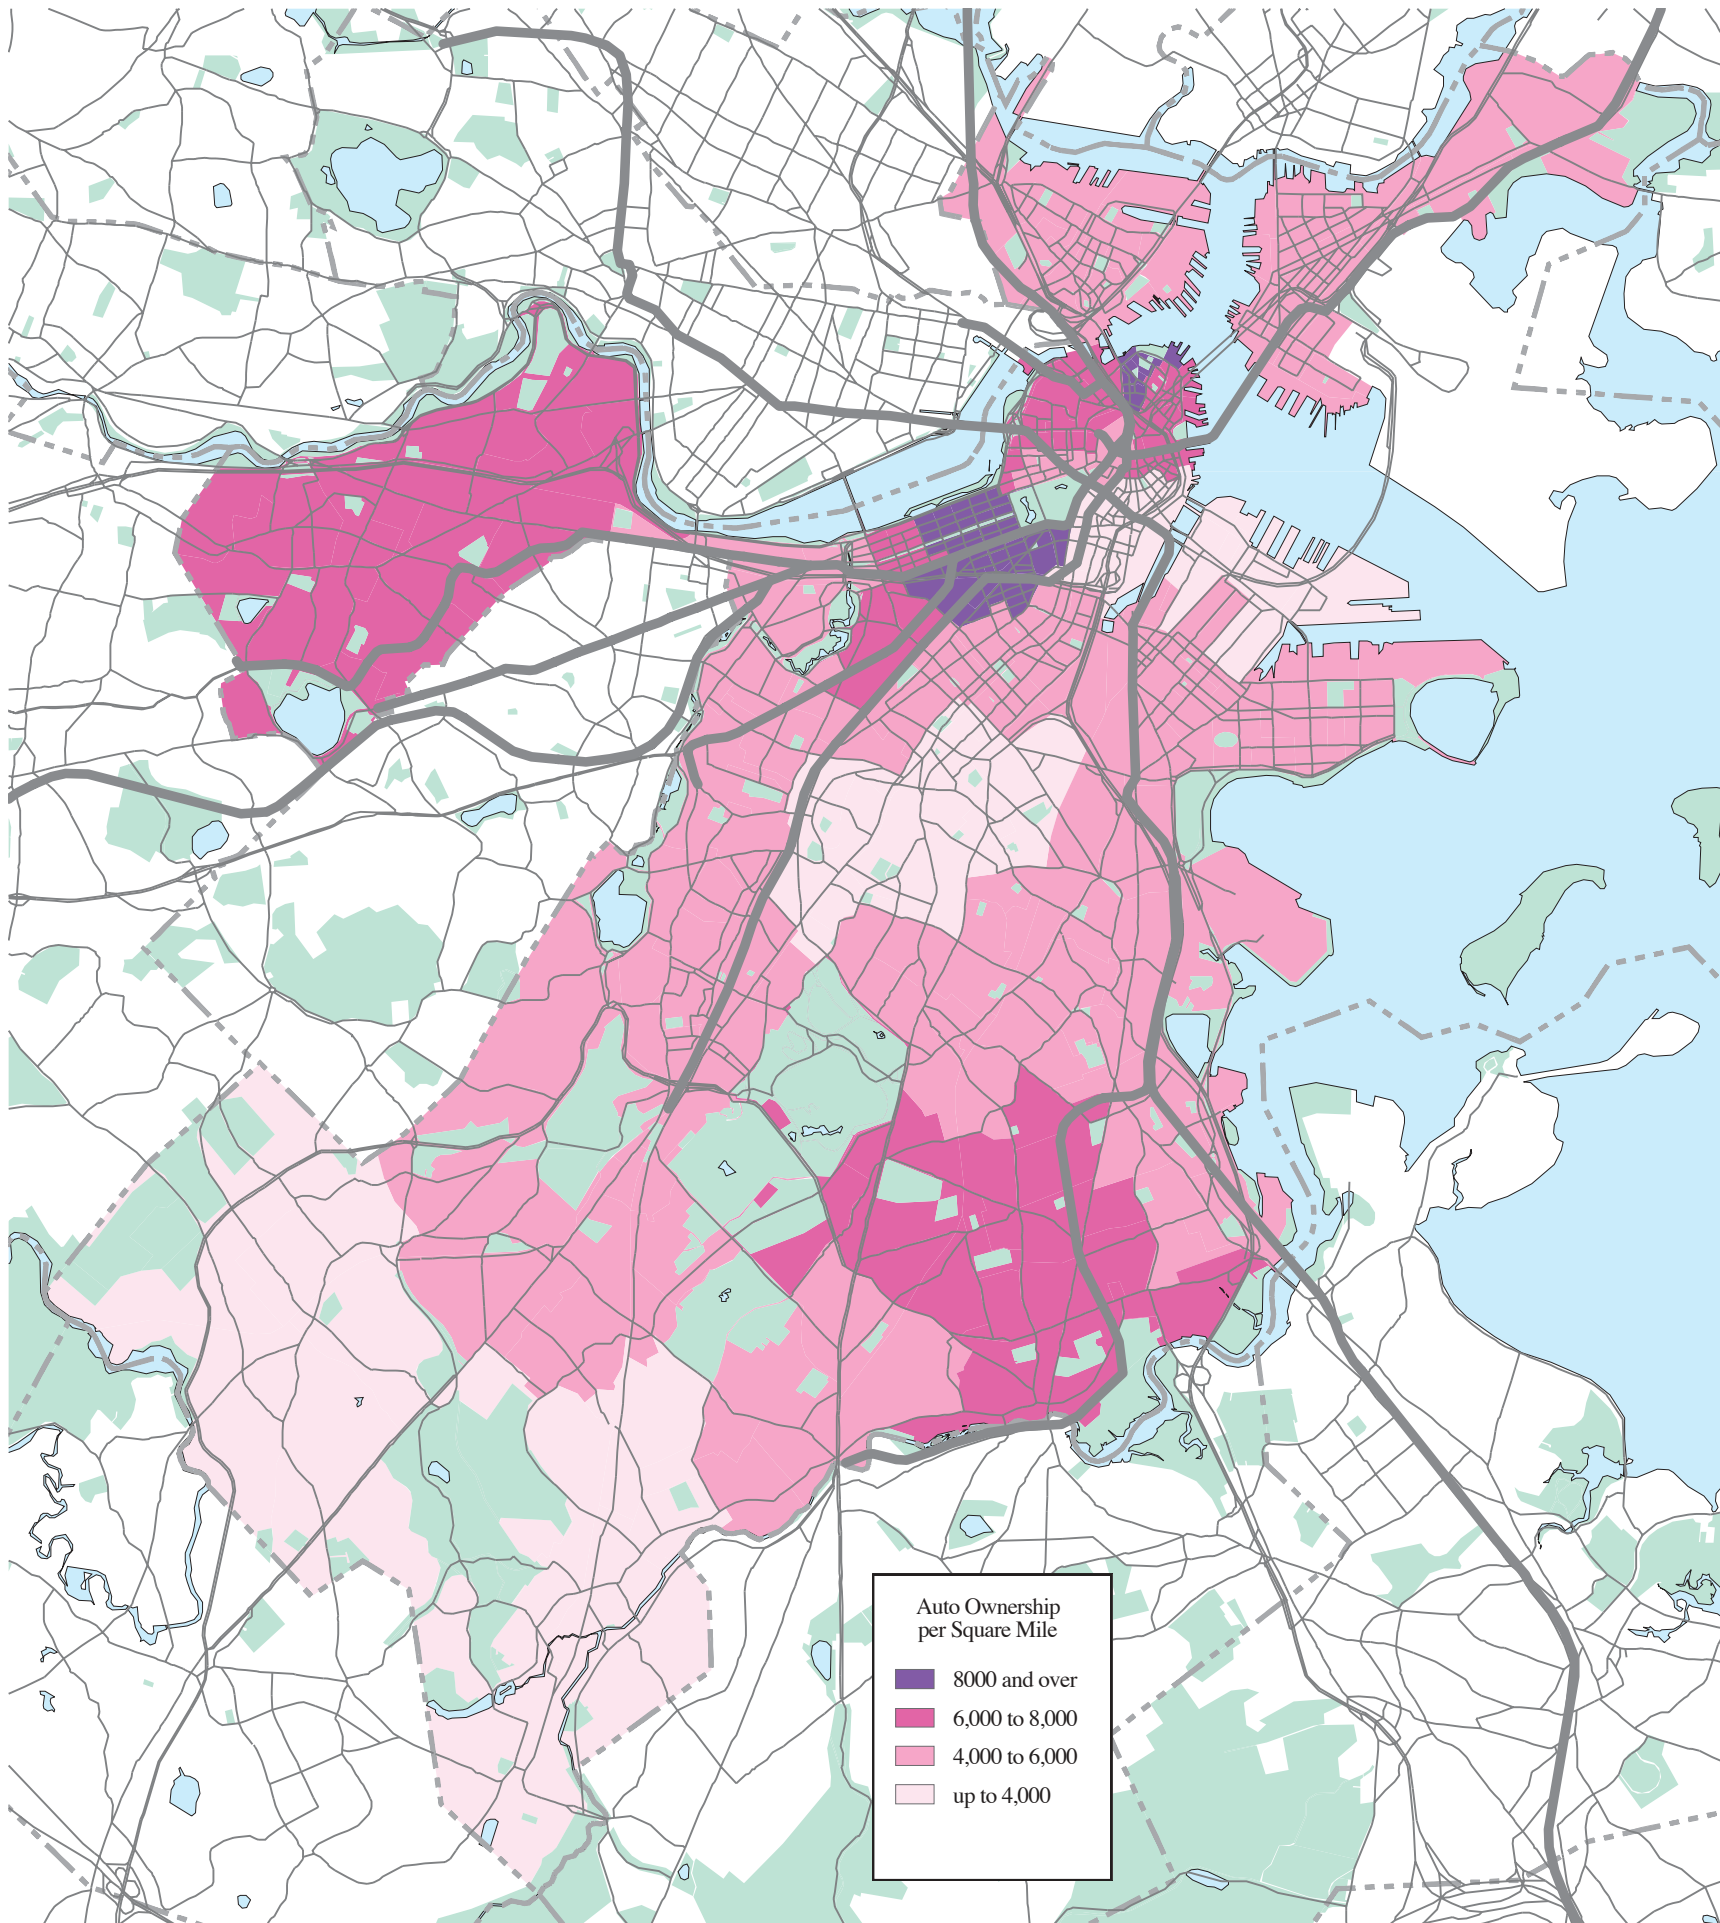 Auto Ownership
per Square Mile
8000 and over
6,000 to 8,000
4,000 to 6,000
up to 4,000